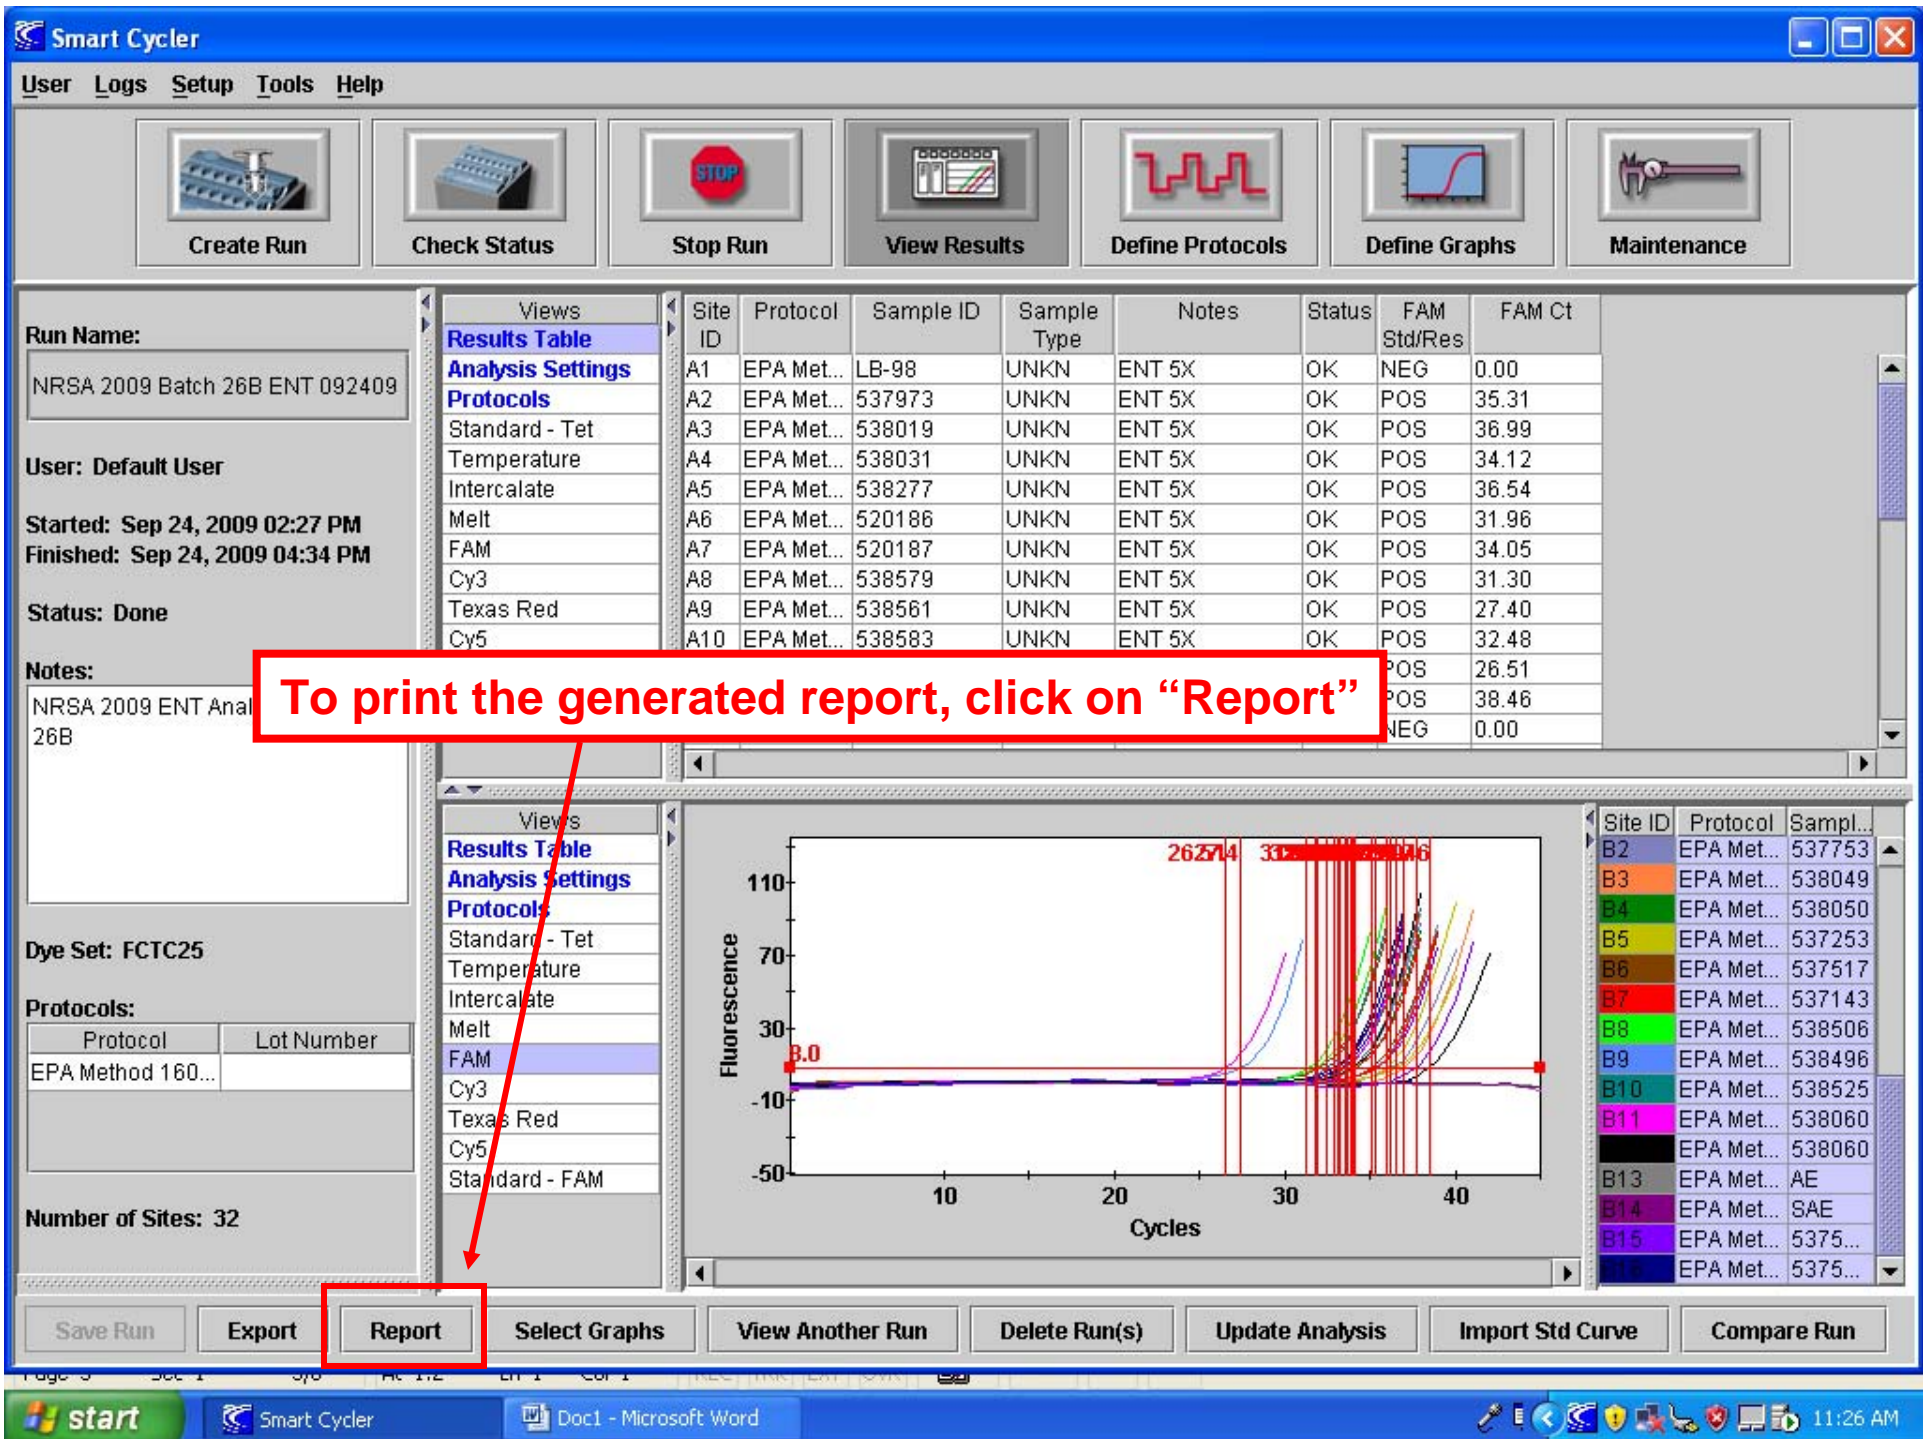 Smart Cycler
User Logs Setup Tools Help
STOP
Create Run Check Status Stop Run View Results Define Protocols Define Graphs Maintenance
Run Name:
NRSA 2009 Batch 26B ENT 092409
User: Default User
Started: Sep 24, 2009 02:27 PM
Finished: Sep 24, 2009 04:34 PM
Status: Done
Notes:
NRSA 2009 ENT Anal
26B
Dye Set: FCTC25
Protocols:
Protocol Lot Number
EPA Method 160...
Number of Sites: 32
Views
Results Table
Analysis Settings
Protocols
Standard - Tet
Temperature
Intercalate
Melt
FAM
Cy3
Texas Red
Cy5
Site ID Protocol Sample ID Sample Type Notes Status FAM Std/Res FAM Ct
A1 EPA Met... LB-98 UNKN ENT 5X OK NEG 0.00
A2 EPA Met... 537973 UNKN ENT 5X OK POS 35.31
A3 EPA Met... 538019 UNKN ENT 5X OK POS 36.99
A4 EPA Met... 538031 UNKN ENT 5X OK POS 34.12
A5 EPA Met... 538277 UNKN ENT 5X OK POS 36.54
A6 EPA Met... 520186 UNKN ENT 5X OK POS 31.96
A7 EPA Met... 520187 UNKN ENT 5X OK POS 34.05
A8 EPA Met... 538579 UNKN ENT 5X OK POS 31.30
A9 EPA Met... 538561 UNKN ENT 5X OK POS 27.40
A10 EPA Met... 538583 UNKN ENT 5X OK POS 32.48
POS 26.51
POS 38.46
NEG 0.00
To print the generated report, click on “Report”
Views
Results Table
Analysis Settings
Protocols
Standard - Tet
Temperature
Intercalate
Melt
FAM
Cy3
Texas Red
Cy5
Standard - FAM
Fluorescence
110
70
30
-10
-50
10 20 30 40
Cycles
Site ID Protocol Sampl...
B2 EPA Met... 537753
B3 EPA Met... 538049
B4 EPA Met... 538050
B5 EPA Met... 537253
B6 EPA Met... 537517
B7 EPA Met... 537143
B8 EPA Met... 538506
B9 EPA Met... 538496
B10 EPA Met... 538525
B11 EPA Met... 538060
EPA Met... 538060
B13 EPA Met... AE
B14 EPA Met... SAE
B15 EPA Met... 5375...
B16 EPA Met... 5375...
Save Run Export Report Select Graphs View Another Run Delete Run(s) Update Analysis Import Std Curve Compare Run
start Smart Cycler Doc1 - Microsoft Word 11:26 AM